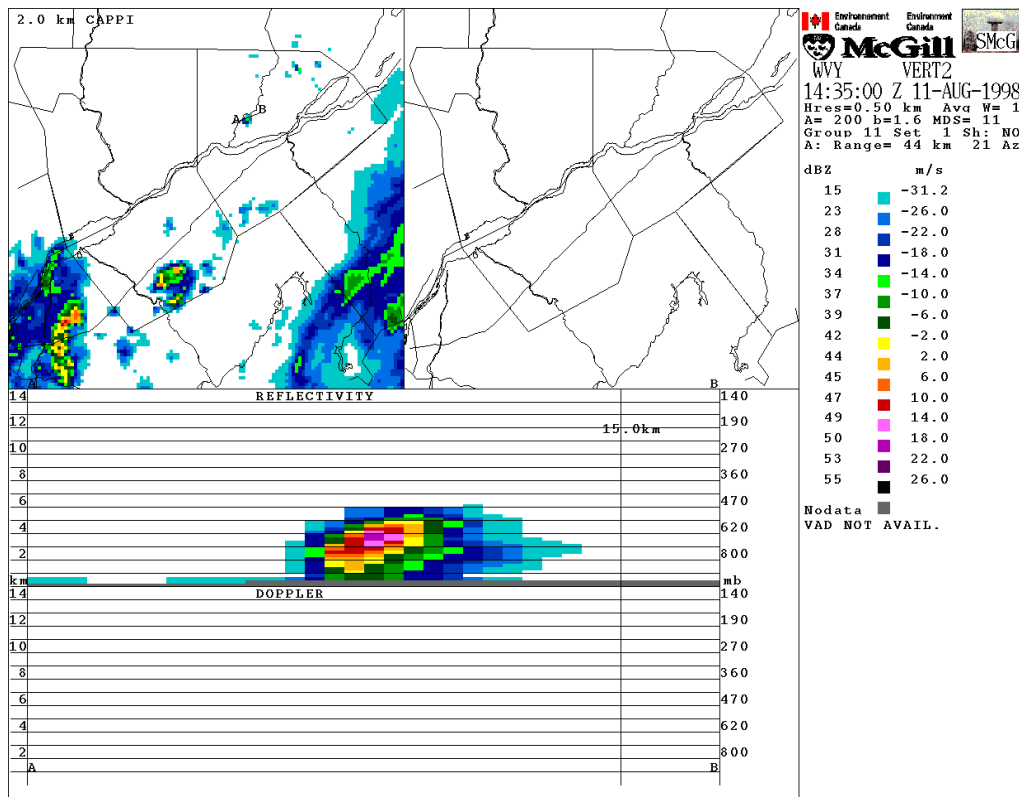 2.0 km CAPPI
A
B
A
B
14
REFLECTIVITY
140
12
15.0km
190
10
270
8
360
6
470
4
620
2
800
km
mb
14
DOPPLER
140
12
190
10
270
8
360
6
470
4
620
2
800
A
B
Environnement Canada
Environment Canada
McGill
SMcG
WVY VERT2
14:35:00 Z 11-AUG-1998
Hres=0.50 km Avg W= 1
A= 200 b=1.6 MDS= 11
Group 11 Set 1 Sh: NO
A: Range= 44 km 21 Az
dBZ m/s
15 -31.2
23 -26.0
28 -22.0
31 -18.0
34 -14.0
37 -10.0
39 -6.0
42 -2.0
44 2.0
45 6.0
47 10.0
49 14.0
50 18.0
53 22.0
55 26.0
Nodata
VAD NOT AVAIL.